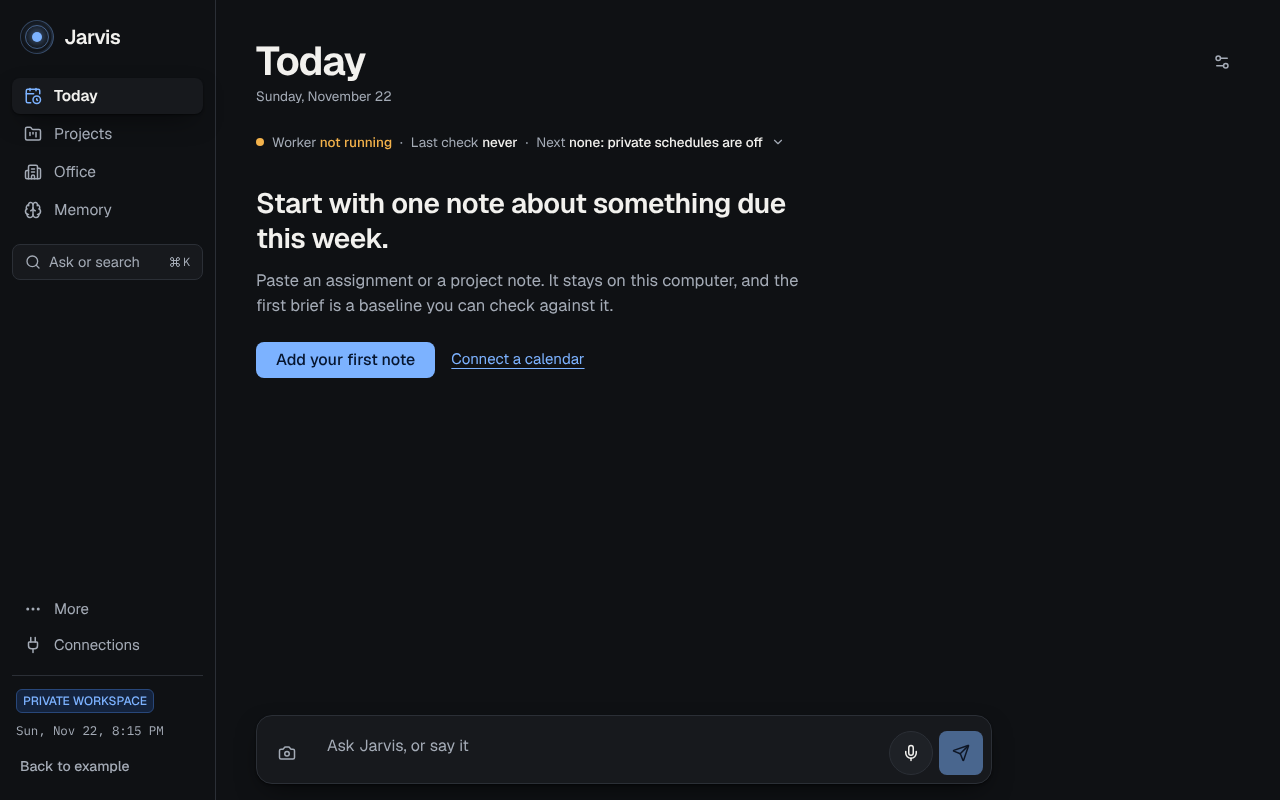 Jarvis
Today
Projects
Office
Memory
Ask or search ⌘K
More
Connections
PRIVATE WORKSPACE
Sun, Nov 22, 8:15 PM
Back to example
Today
Sunday, November 22
Worker not running · Last check never · Next none: private schedules are off
Start with one note about something due
this week.
Paste an assignment or a project note. It stays on this computer, and the
first brief is a baseline you can check against it.
Add your first note Connect a calendar
Ask Jarvis, or say it